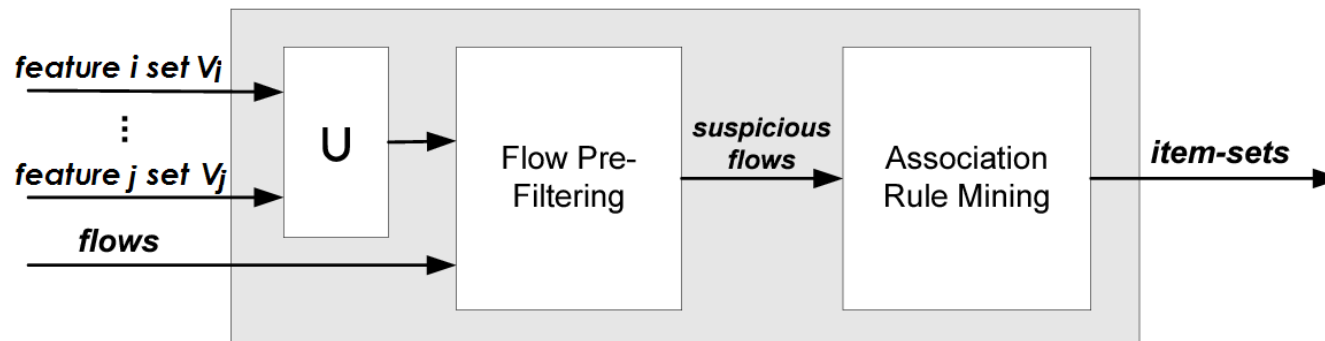 feature i set Vi
⋮
feature j set Vj
flows
U
Flow Pre-
Filtering
suspicious
flows
Association
Rule Mining
item-sets